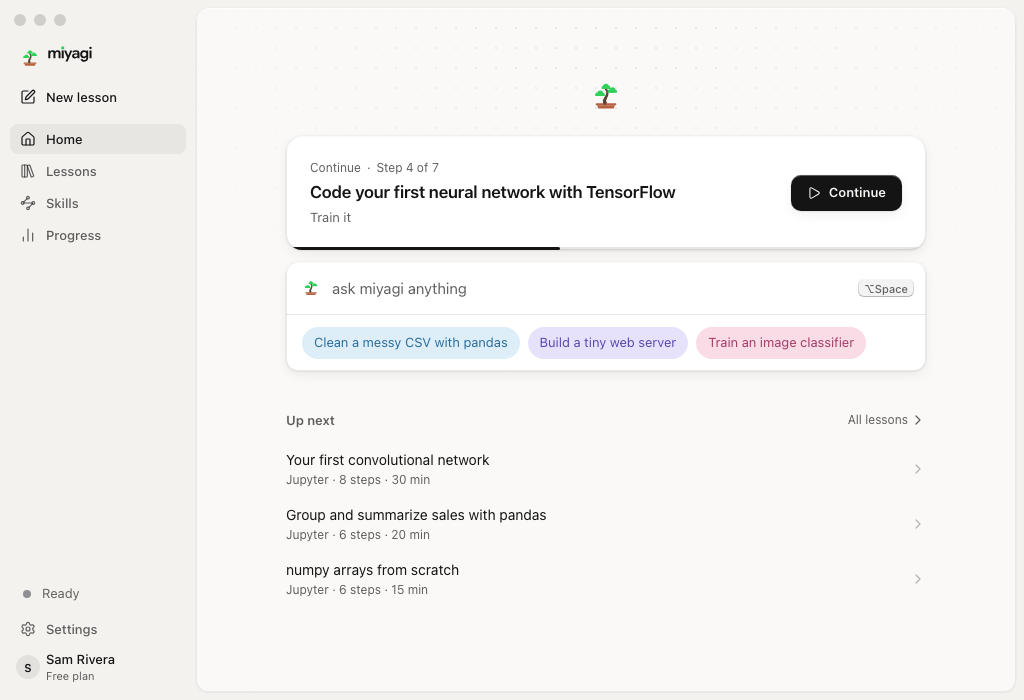 miyagi
New lesson
Home
Lessons
Skills
Progress
Ready
Settings
S
Sam Rivera
Free plan
Continue · Step 4 of 7
Code your first neural network with TensorFlow
Train it
Continue
ask miyagi anything
⌥Space
Clean a messy CSV with pandas
Build a tiny web server
Train an image classifier
Up next
All lessons
Your first convolutional network
Jupyter · 8 steps · 30 min
Group and summarize sales with pandas
Jupyter · 6 steps · 20 min
numpy arrays from scratch
Jupyter · 6 steps · 15 min